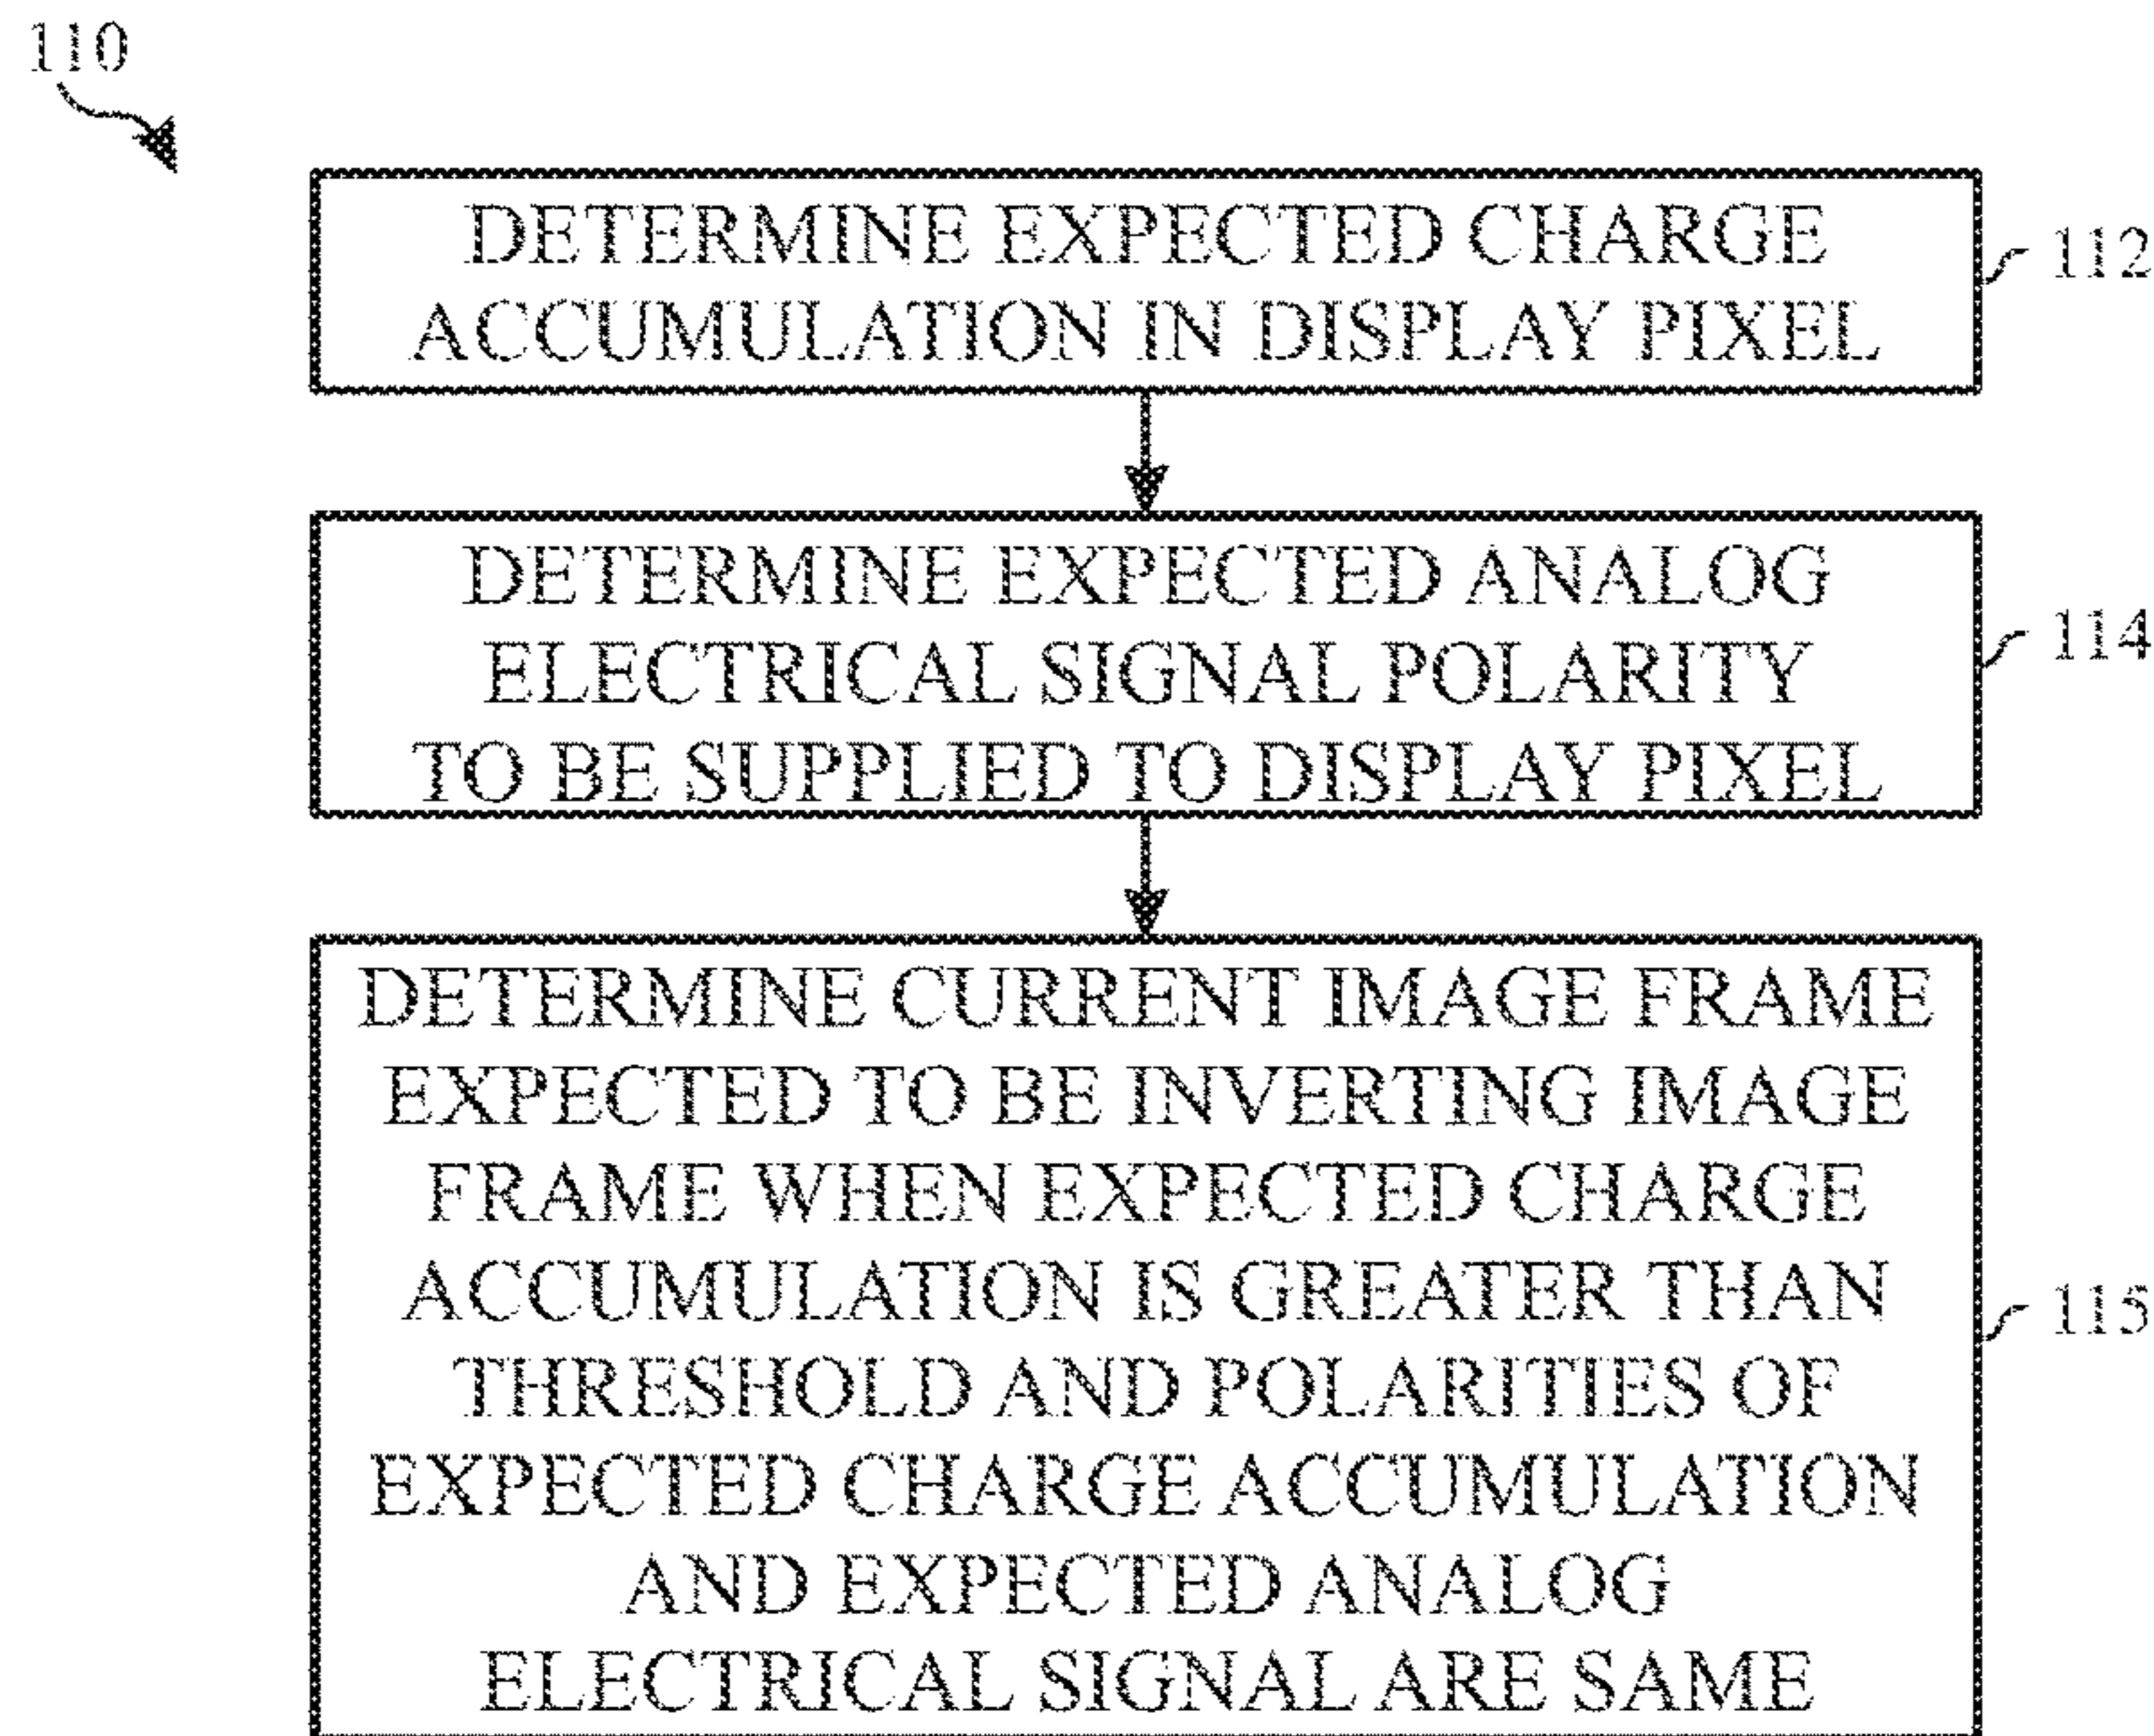 110
DETERMINE EXPECTED CHARGE
ACCUMULATION IN DISPLAY PIXEL
112
DETERMINE EXPECTED ANALOG
ELECTRICAL SIGNAL POLARITY
TO BE SUPPLIED TO DISPLAY PIXEL
114
DETERMINE CURRENT IMAGE FRAME
EXPECTED TO BE INVERTING IMAGE
FRAME WHEN EXPECTED CHARGE
ACCUMULATION IS GREATER THAN
THRESHOLD AND POLARITIES OF
EXPECTED CHARGE ACCUMULATION
AND EXPECTED ANALOG
ELECTRICAL SIGNAL ARE SAME
115